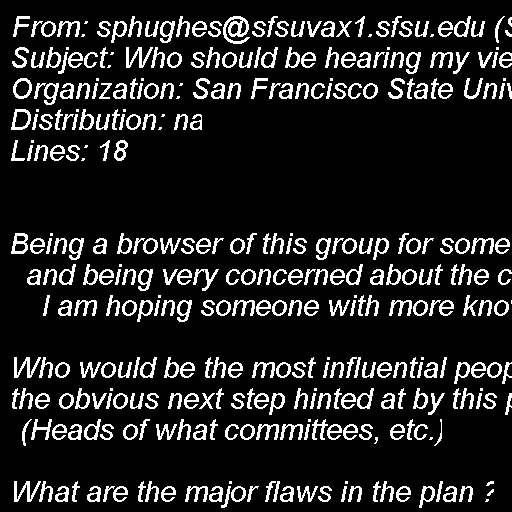 From: sphughes@sfsuvax1.sfsu.edu (S
Subject: Who should be hearing my vie
Organization: San Francisco State Univ
Distribution: na
Lines: 18
Being a browser of this group for some
and being very concerned about the c
I am hoping someone with more kno
Who would be the most influential peop
the obvious next step hinted at by this p
(Heads of what committees, etc.)
What are the major flaws in the plan ?